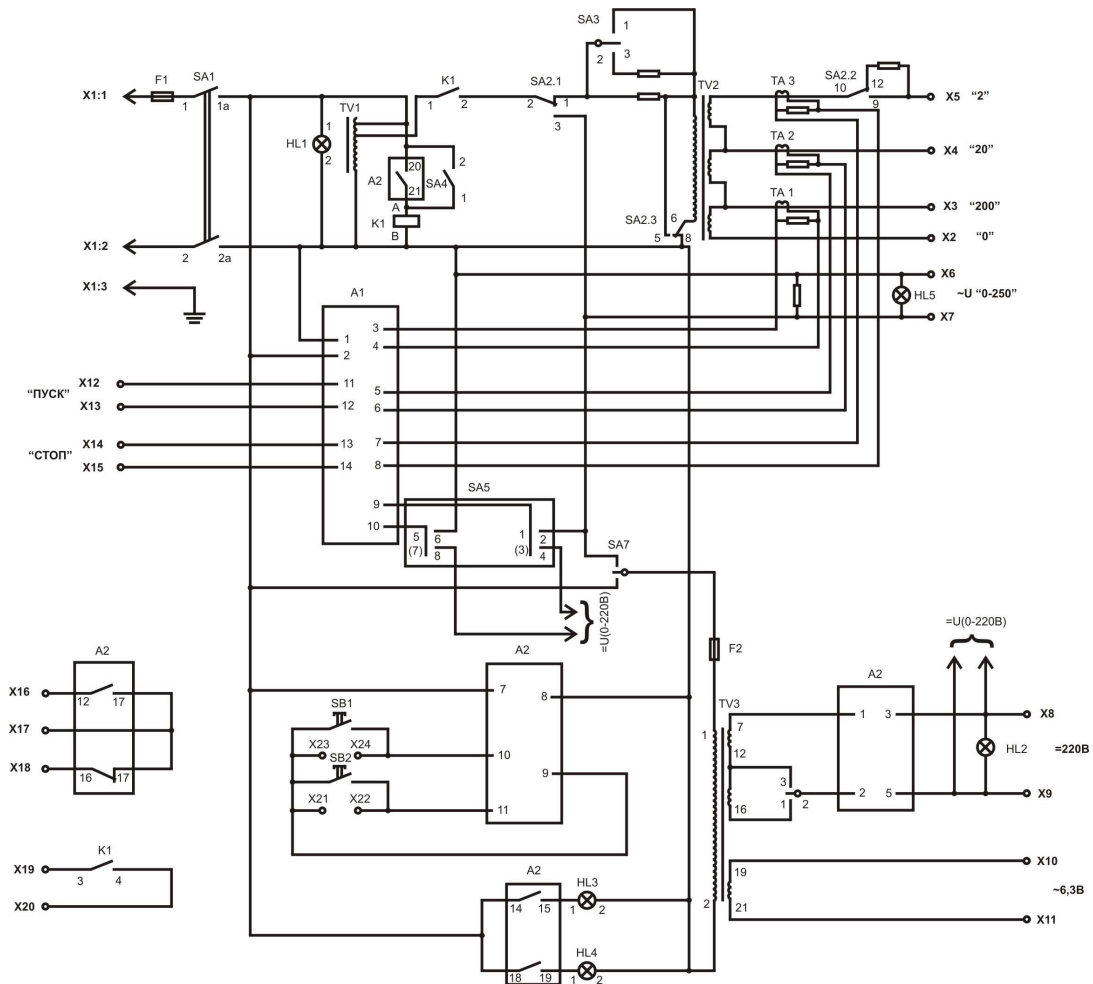 SA3
1
2
3
F1
SA1
X1:1
1
1a
K1
1
2
SA2.1
2
1
3
TV1
HL1
1
2
TV2
TA 3
SA2.2
12
10
9
X5 "2"
TA 2
X4 "20"
TA 1
X3 "200"
X2 "0"
A2
20
21
SA4
2
1
A
K1
B
SA2.3
6
5
8
X1:2
2
2a
X1:3
X6
HL5
~U "0-250"
X7
A1
1
2
3
4
11
12
5
6
13
14
7
8
9
10
X12
"ПУСК"
X13
X14
"СТОП"
X15
SA5
5
(7)
6
8
1
(3)
2
4
SA7
=U(0-220В)
F2
A2
X16
12
17
X17
X18
16
17
A2
7
8
SB1
X23
X24
10
SB2
9
X21
X22
11
TV3
1
2
7
12
16
3
1
2
19
21
A2
1
3
2
5
=U(0-220В)
X8
HL2
=220В
X9
X10
~6,3В
X11
X19
K1
3
4
X20
A2
14
15
HL3
1
2
HL4
18
19
1
2